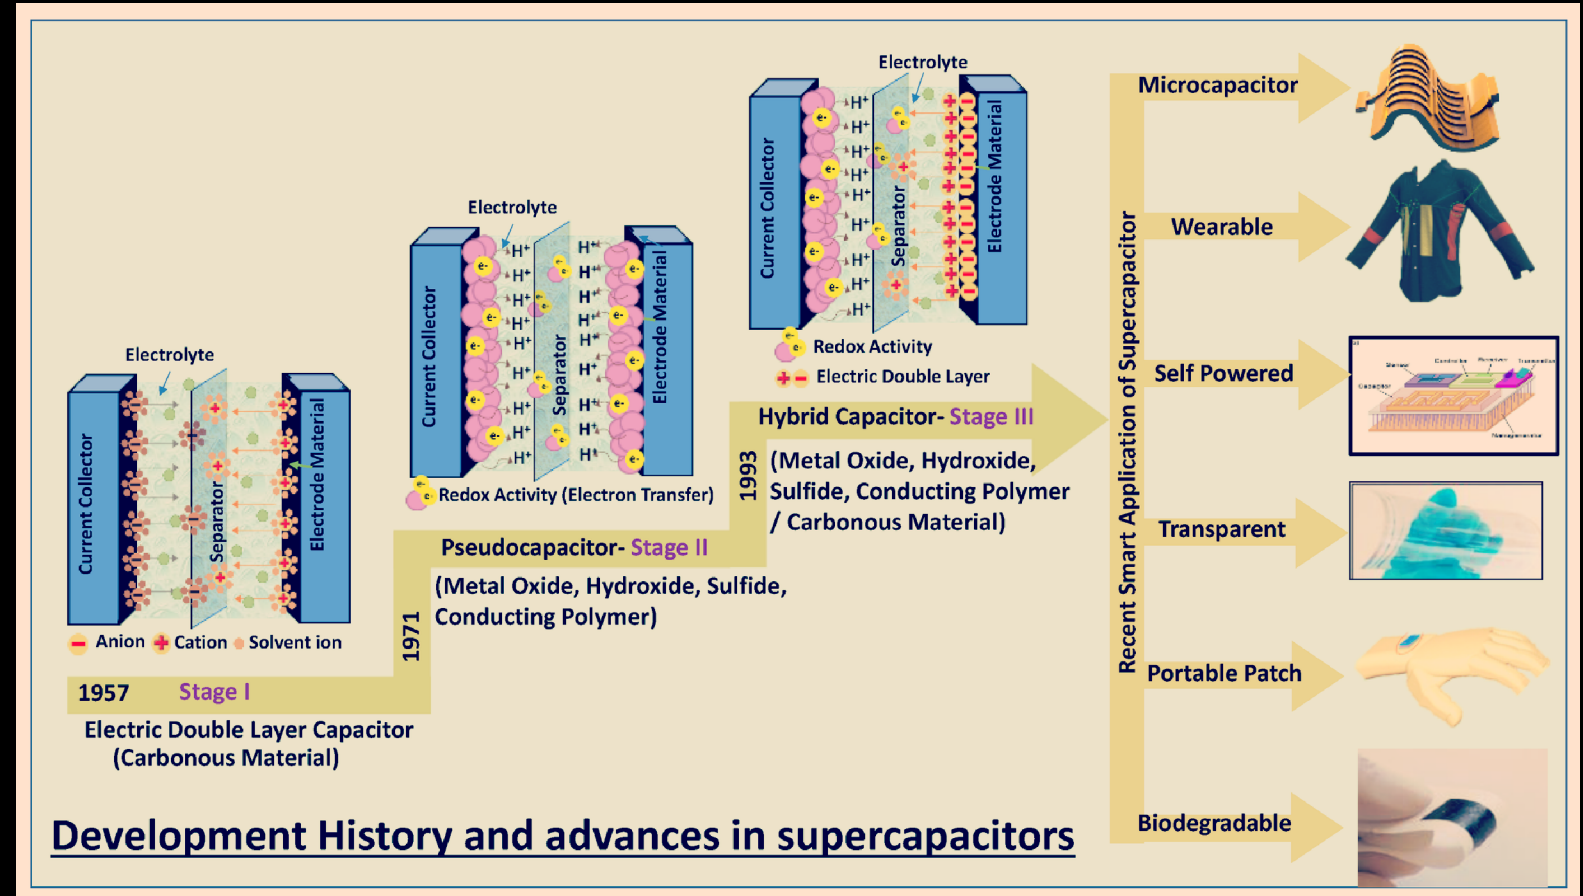 Electrolyte
Current Collector
Separator
Electrode Material
Anion
Cation
Solvent ion
1957
Stage I
Electric Double Layer Capacitor
(Carbonous Material)
Electrolyte
Current Collector
H+
H+
H+
H+
H+
H+
H+
H+
e-
e-
e-
e-
e-
e-
Separator
H+
H+
H+
H+
H+
H+
H+
H+
H+
e-
e-
e-
e-
e-
Electrode Material
Redox Activity (Electron Transfer)
1971
Pseudocapacitor- Stage II
(Metal Oxide, Hydroxide, Sulfide,
Conducting Polymer)
Electrolyte
Current Collector
e-
e-
e-
e-
e-
H+
H+
H+
H+
H+
H+
H+
H+
Separator
Electrode Material
Redox Activity
Electric Double Layer
1993
Hybrid Capacitor- Stage III
(Metal Oxide, Hydroxide,
Sulfide, Conducting Polymer
/ Carbonous Material)
Recent Smart Application of Supercapacitor
Microcapacitor
Wearable
Self Powered
Transparent
Portable Patch
Biodegradable
Development History and advances in supercapacitors